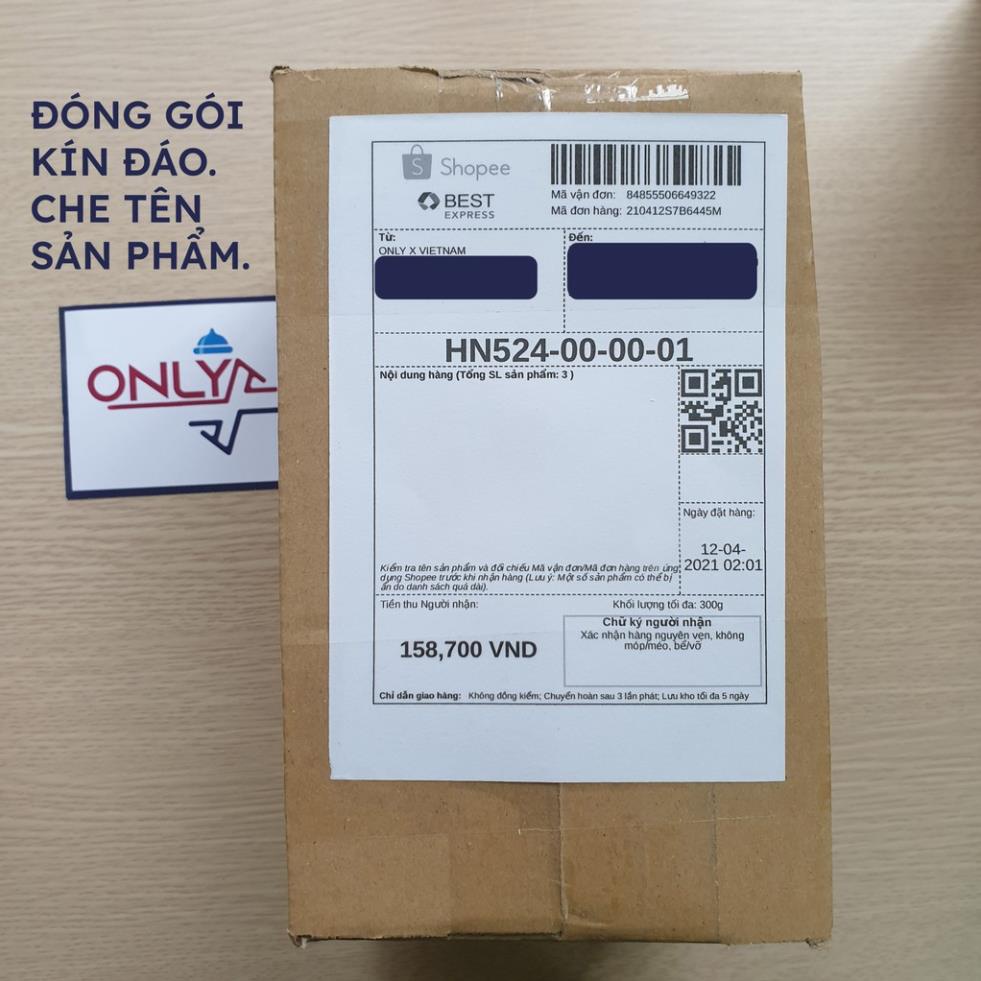 ĐÓNG GÓI
KÍN ĐÁO.
CHE TÊN
SẢN PHẨM.
ONLY
Shopee
BEST
EXPRESS
Mã vận đơn: 84855506649322
Mã đơn hàng: 210412S7B6445M
Từ:
ONLY X VIETNAM
Đến:
HN524-00-00-01
Nội dung hàng (Tổng SL sản phẩm: 3 )
Ngày đặt hàng:
12-04-
2021 02:01
Kiểm tra tên sản phẩm và đối chiếu Mã vận đơn/Mã đơn hàng trên ứng
dụng Shopee trước khi nhận hàng (Lưu ý: Một số sản phẩm có thể bị
ẩn do danh sách quá dài).
Tiền thu Người nhận:
158,700 VND
Khối lượng tối đa: 300g
Chữ ký người nhận
Xác nhận hàng nguyên vẹn, không
móp/méo, bể/vỡ
Chỉ dẫn giao hàng: Không đồng kiểm; Chuyển hoàn sau 3 lần phát; Lưu kho tối đa 5 ngày